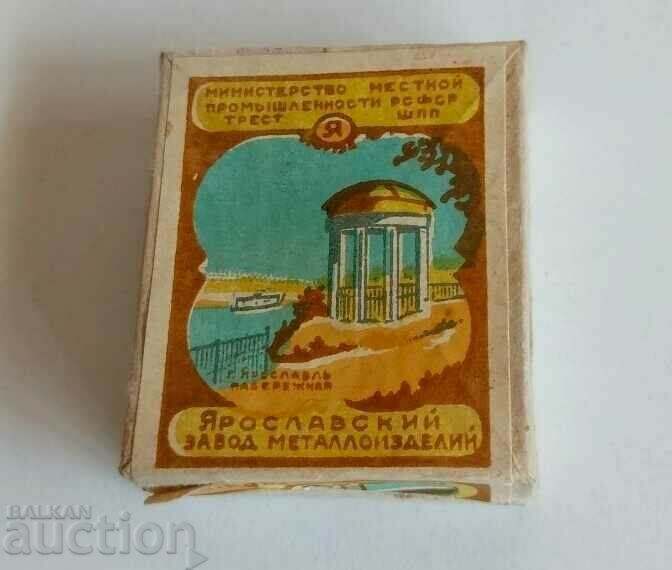 МИНИСТЕРСТВО МЕСТНОЙ
ПРОМЫШЛЕННОСТИ РСФСР
ТРЕСТ ШПП
Я
Г. ЯРОСЛАВЛЬ
НАБЕРЕЖНАЯ
ЯРОСЛАВСКИЙ
ЗАВОД МЕТАЛЛОИЗДЕЛИЙ
BALKAN
auction